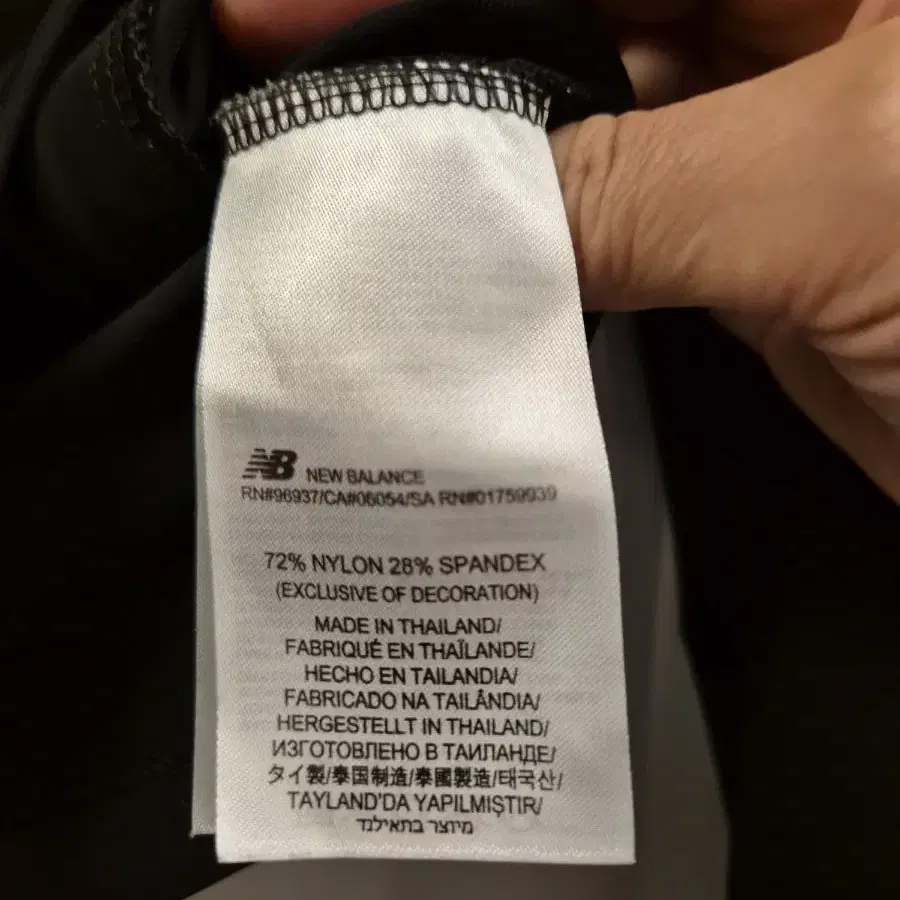 NB NEW BALANCE
RN#96937/CA#06054/SA RN#01759939
72% NYLON 28% SPANDEX
(EXCLUSIVE OF DECORATION)
MADE IN THAILAND/
FABRIQUÉ EN THAÏLANDE/
HECHO EN TAILANDIA/
FABRICADO NA TAILÂNDIA/
HERGESTELLT IN THAILAND/
ИЗГОТОВЛЕНО В ТАИЛАНДЕ/
タイ製/泰国制造/泰國製造/태국산/
TAYLAND'DA YAPILMIŞTIR/
מיוצר בתאילנד